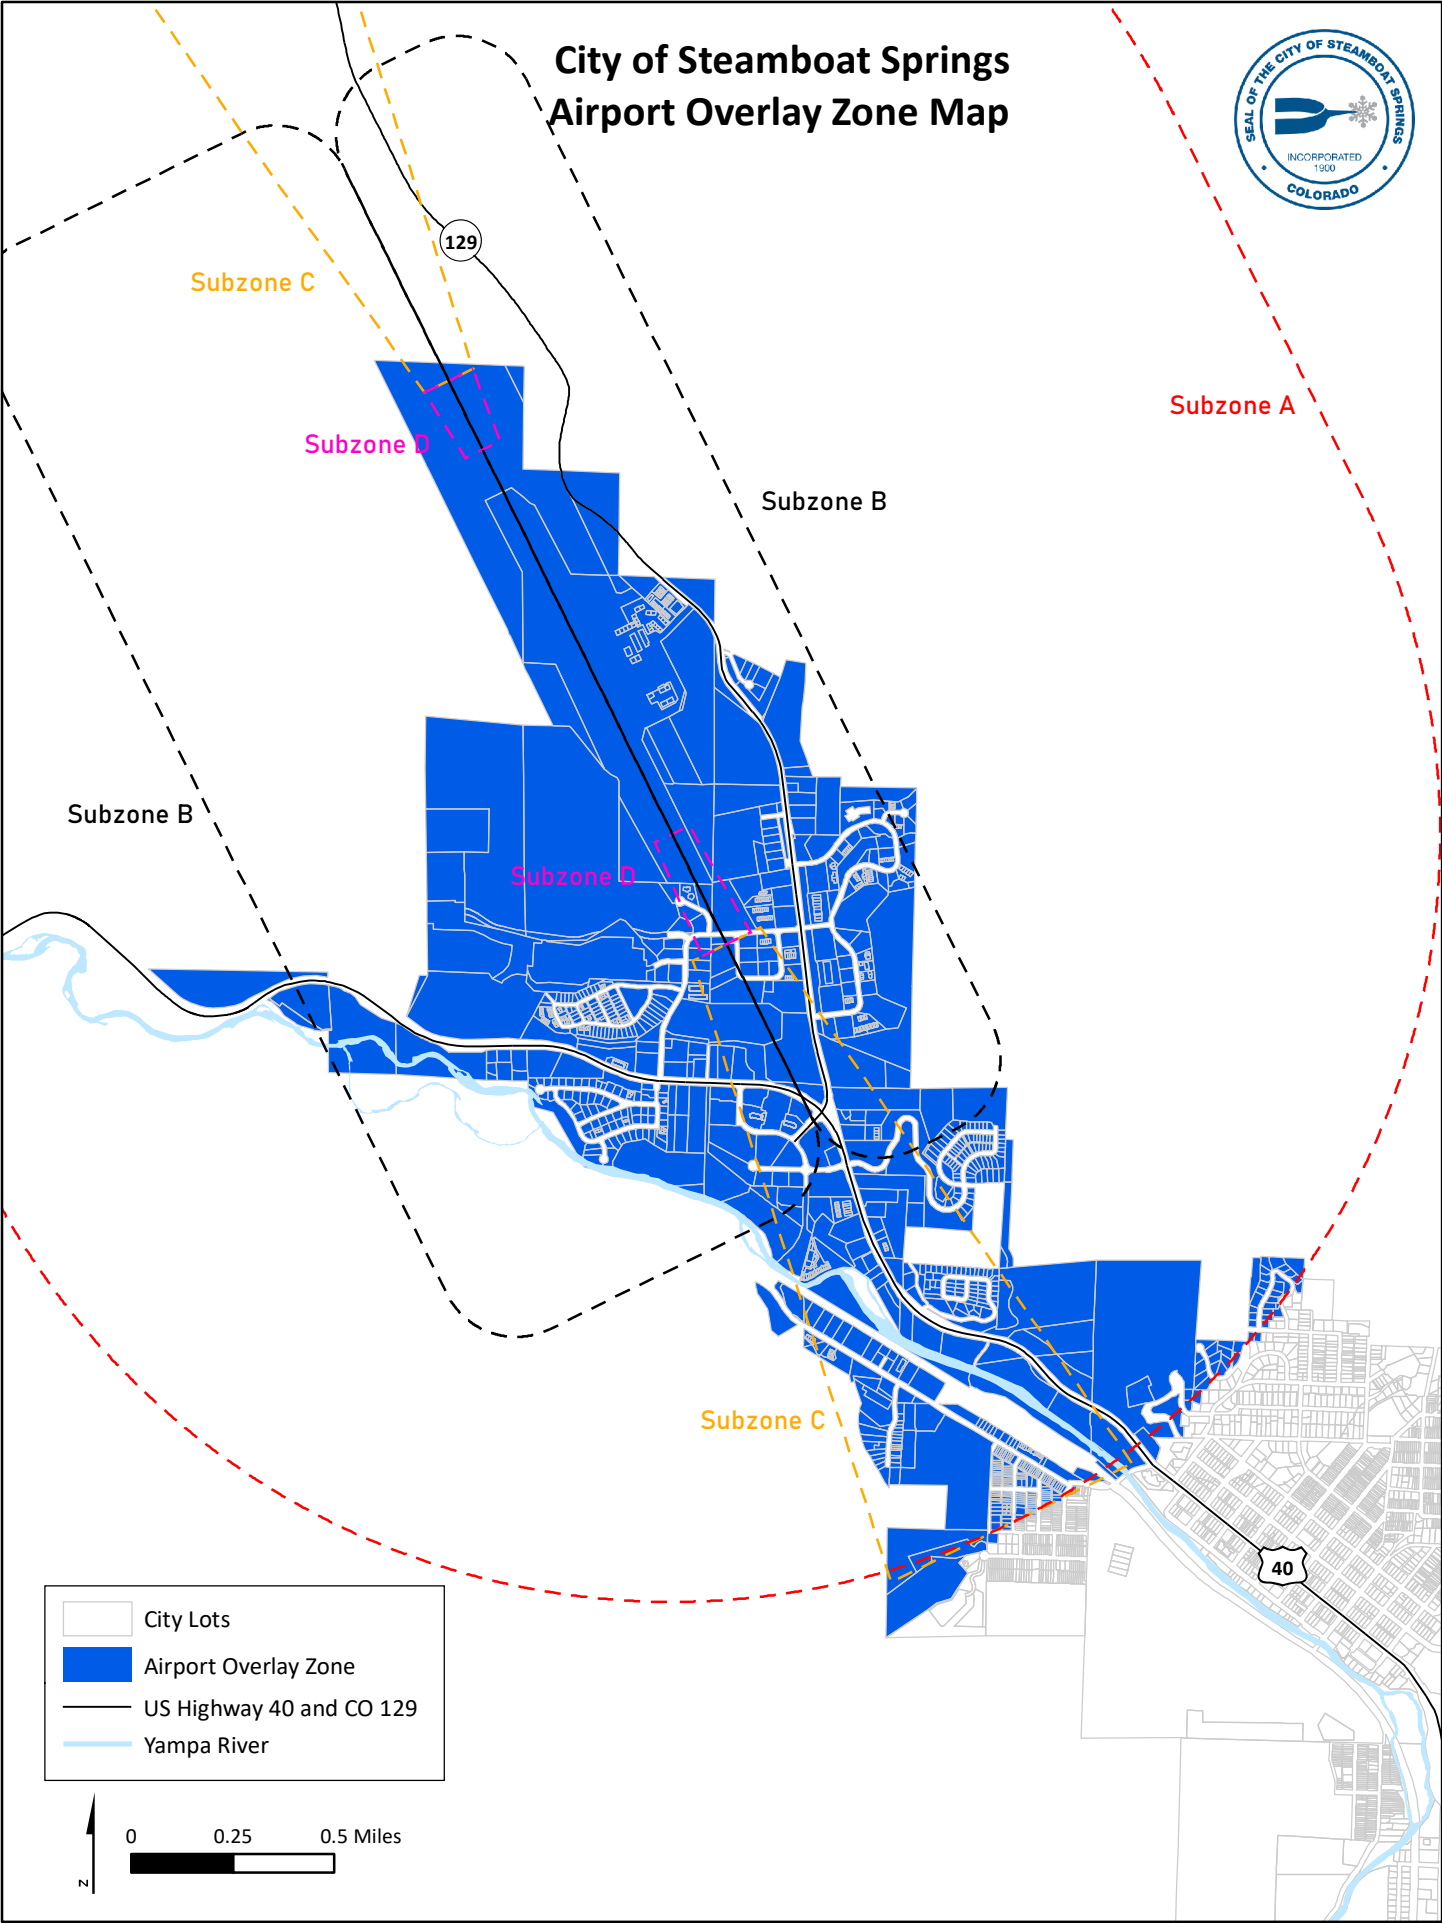 City of Steamboat Springs
Airport Overlay Zone Map
SEAL OF THE CITY OF STEAMBOAT SPRINGS
INCORPORATED
1900
COLORADO
129
Subzone C
Subzone A
Subzone D
Subzone B
Subzone B
Subzone D
Subzone C
40
City Lots
Airport Overlay Zone
US Highway 40 and CO 129
Yampa River
0 0.25 0.5 Miles
N